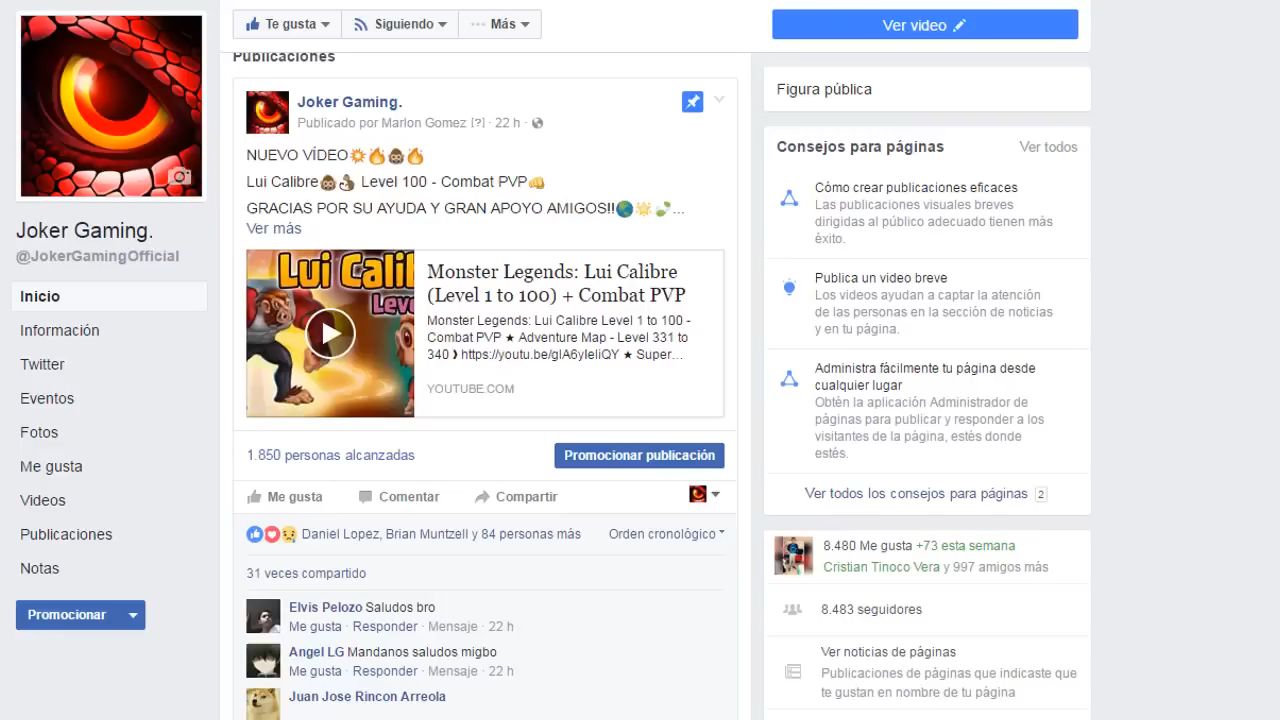 Te gusta
Siguiendo
Más
Ver video
Publicaciones
Joker Gaming.
@JokerGamingOfficial
Inicio
Información
Twitter
Eventos
Fotos
Me gusta
Videos
Publicaciones
Notas
Promocionar
Joker Gaming.
Publicado por Marlon Gomez [?] · 22 h ·
NUEVO VÍDEO💥🔥🐵🔥
Lui Calibre🐵💪 Level 100 - Combat PVP👊
GRACIAS POR SU AYUDA Y GRAN APOYO AMIGOS!!🌎🌟🍃...
Ver más
Lui Calib
Leve
Monster Legends: Lui Calibre
(Level 1 to 100) + Combat PVP
Monster Legends: Lui Calibre Level 1 to 100 -
Combat PVP ★ Adventure Map - Level 331 to
340 ❱ https://youtu.be/glA6yIeIiQY ★ Super...
YOUTUBE.COM
1.850 personas alcanzadas
Promocionar publicación
Me gusta
Comentar
Compartir
Daniel Lopez, Brian Muntzell y 84 personas más
Orden cronológico
31 veces compartido
Elvis Pelozo Saludos bro
Me gusta · Responder · Mensaje · 22 h
Angel LG Mandanos saludos migbo
Me gusta · Responder · Mensaje · 22 h
Juan Jose Rincon Arreola
Figura pública
Consejos para páginas
Ver todos
Cómo crear publicaciones eficaces
Las publicaciones visuales breves
dirigidas al público adecuado tienen más
éxito.
Publica un video breve
Los videos ayudan a captar la atención
de las personas en la sección de noticias
y en tu página.
Administra fácilmente tu página desde
cualquier lugar
Obtén la aplicación Administrador de
páginas para publicar y responder a los
visitantes de la página, estés donde
estés.
Ver todos los consejos para páginas 2
8.480 Me gusta +73 esta semana
Cristian Tinoco Vera y 997 amigos más
8.483 seguidores
Ver noticias de páginas
Publicaciones de páginas que indicaste que
te gustan en nombre de tu página